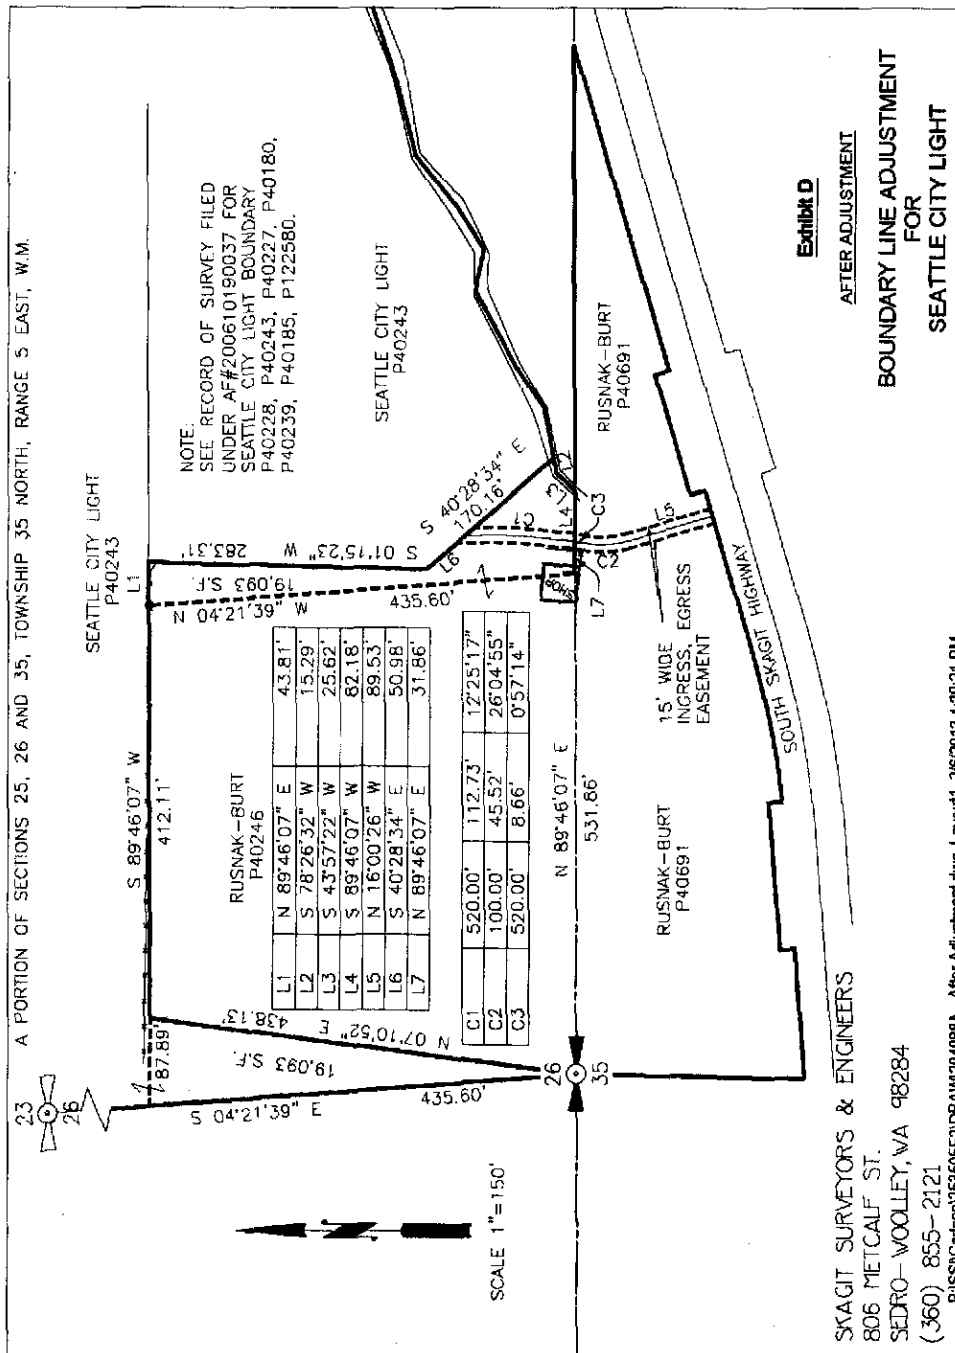 A PORTION OF SECTIONS 25, 26 AND 35, TOWNSHIP 35 NORTH, RANGE 5 EAST, W.M.
23
26
SEATTLE CITY LIGHT
P40243
NOTE:
SEE RECORD OF SURVEY FILED
UNDER AF#200610190037 FOR
SEATTLE CITY LIGHT BOUNDARY
P40228, P40243, P40227, P40180,
P40239, P40185, P122580.
S 89°46'07" W
412.11'
L1
87.89'
S 04°21'39" E
435.60'
19,093 S.F.
N 07°10'52" E
438.13'
RUSNAK-BURT
P40246
L1 N 89°46'07" E 43.81'
L2 S 78°26'32" W 15.29'
L3 S 43°57'22" W 25.62'
L4 S 89°46'07" W 82.18'
L5 N 16°00'26" W 89.53'
L6 S 40°28'34" E 50.98'
L7 N 89°46'07" E 31.86'
C1 520.00' 112.73' 12°25'17"
C2 100.00' 45.52' 26°04'55"
C3 520.00' 8.66' 0°57'14"
N 04°21'39" W
435.60'
19,093 S.F.
S 01°15'23" W
283.31'
S 40°28'34" E
170.16'
SEATTLE CITY LIGHT
P40243
L6
C1
L2
L3
L4
SHOP
C3
L7
C2
L5
26
35
N 89°46'07" E
531.86'
RUSNAK-BURT
P40691
RUSNAK-BURT
P40691
15' WIDE
INGRESS, EGRESS
EASEMENT
SOUTH SKAGIT HIGHWAY
SCALE 1"=150'
Exhibit D
AFTER ADJUSTMENT
BOUNDARY LINE ADJUSTMENT
FOR
SEATTLE CITY LIGHT
SKAGIT SURVEYORS & ENGINEERS
806 METCALF ST.
SEDRO-WOOLLEY, WA 98284
(360) 855-2121